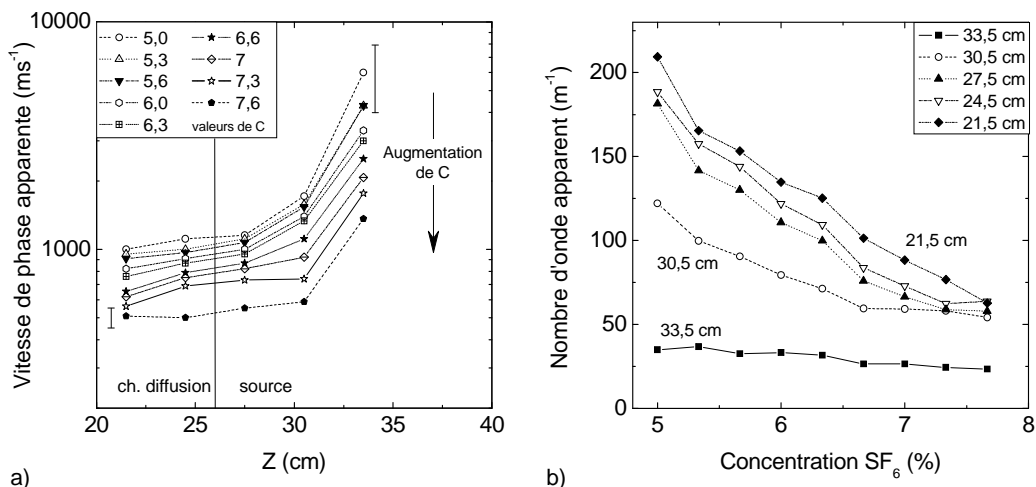 Vitesse de phase apparente (ms-1)
10000
1000
5,0
5,3
5,6
6,0
6,3
6,6
7
7,3
7,6
valeurs de C
Augmentation
de C
ch. diffusion
source
20
25
30
35
40
Z (cm)
a)
Nombre d'onde apparent (m-1)
200
150
100
50
0
33,5 cm
30,5 cm
27,5 cm
24,5 cm
21,5 cm
21,5 cm
30,5 cm
33,5 cm
5
6
7
8
Concentration SF6 (%)
b)